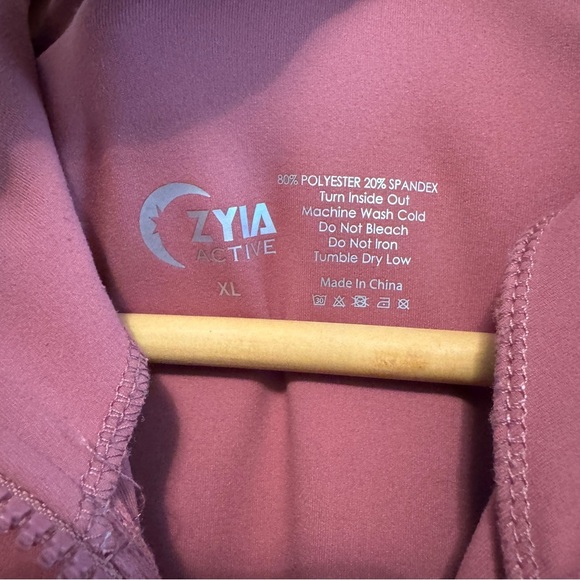 ZYIA
ACTIVE
XL
80% POLYESTER 20% SPANDEX
Turn Inside Out
Machine Wash Cold
Do Not Bleach
Do Not Iron
Tumble Dry Low
Made In China
30